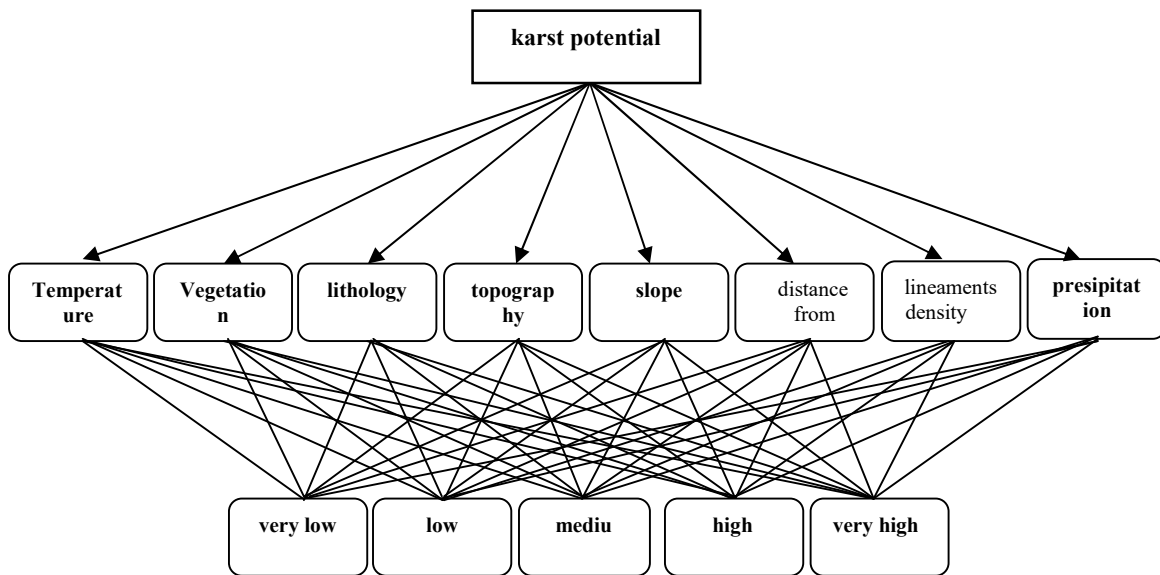 karst potential
Temperat
ure
Vegetatio
n
lithology
topograp
hy
slope
distance
from
lineaments
density
presipitat
ion
very low
low
mediu
high
very high